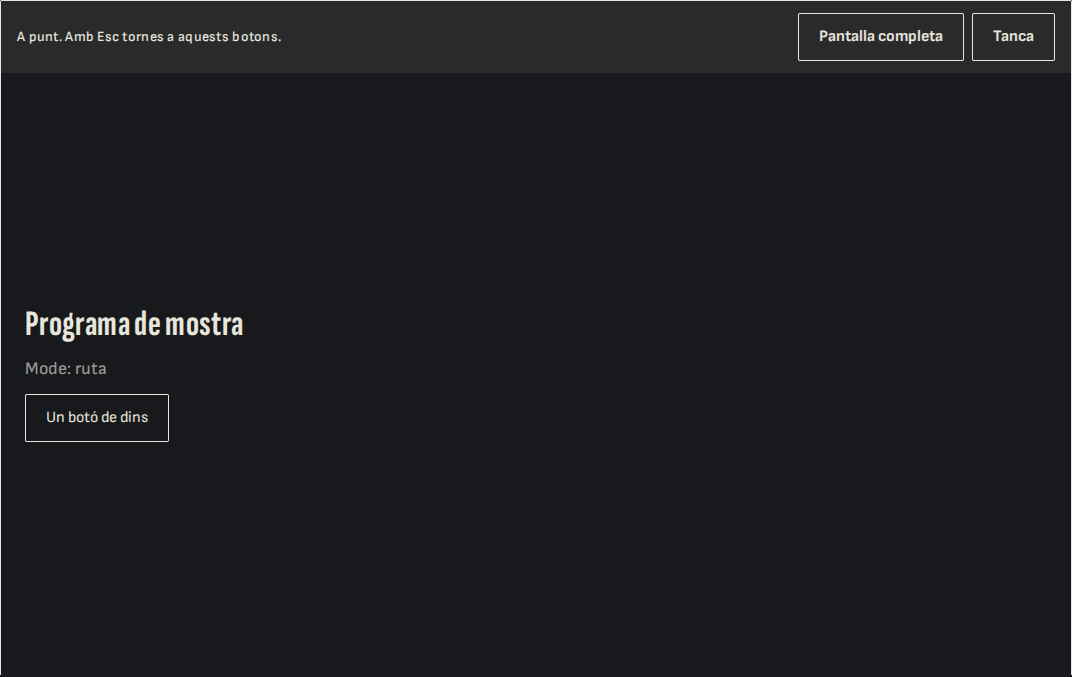 A punt. Amb Esc tornes a aquests botons.
Pantalla completa
Tanca
Programa de mostra
Mode: ruta
Un botó de dins